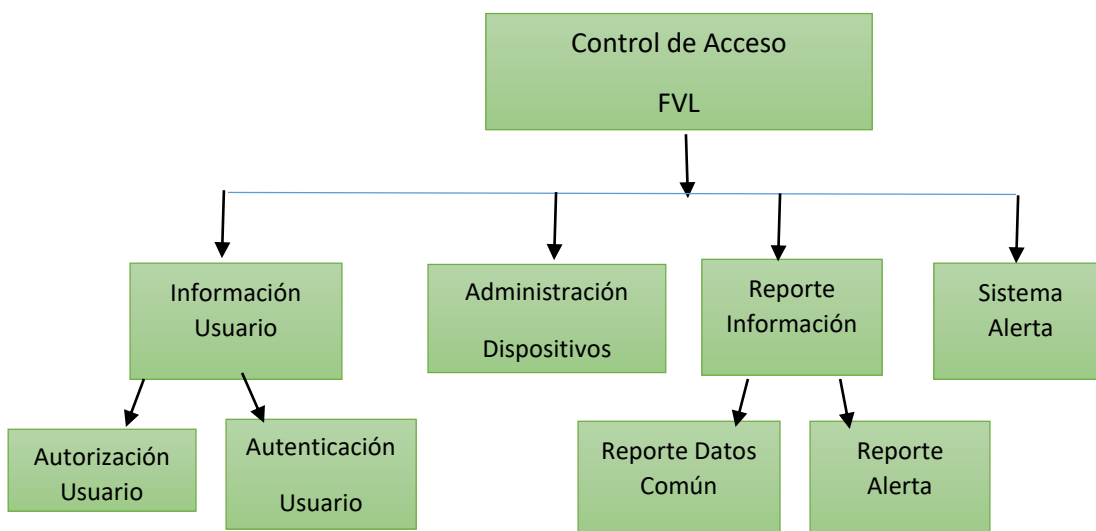 Control de Acceso
FVL
Información
Usuario
Administración
Dispositivos
Reporte
Información
Sistema
Alerta
Autorización
Usuario
Autenticación
Usuario
Reporte Datos
Común
Reporte
Alerta